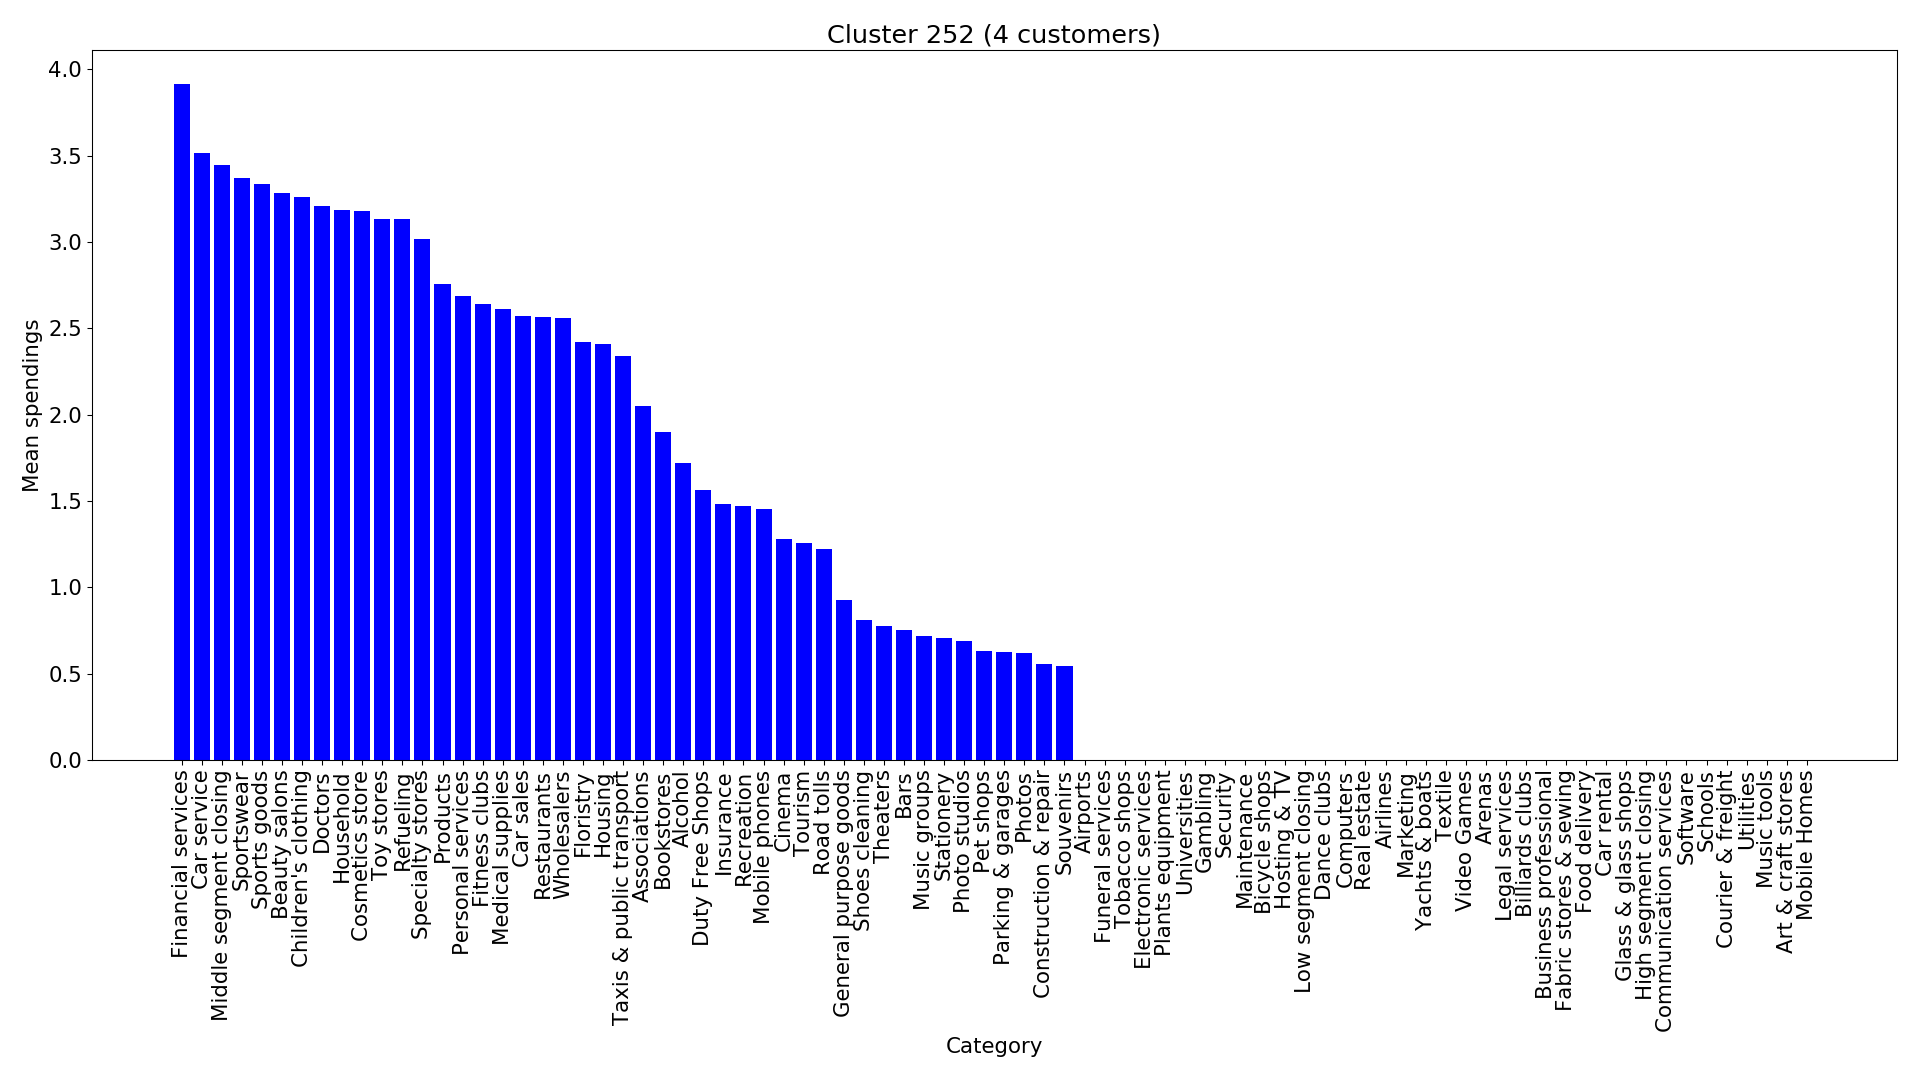 Cluster 252 (4 customers)
Mean spendings
4.0
3.5
3.0
2.5
2.0
1.5
1.0
0.5
0.0
Financial services
Car service
Middle segment closing
Sportswear
Sports goods
Beauty salons
Children's clothing
Doctors
Household
Cosmetics store
Toy stores
Refueling
Specialty stores
Products
Personal services
Fitness clubs
Medical supplies
Car sales
Restaurants
Wholesalers
Floristry
Housing
Taxis & public transport
Associations
Bookstores
Alcohol
Duty Free Shops
Insurance
Recreation
Mobile phones
Cinema
Tourism
Road tolls
General purpose goods
Shoes cleaning
Theaters
Bars
Music groups
Stationery
Photo studios
Pet shops
Parking & garages
Photos
Construction & repair
Souvenirs
Airports
Funeral services
Tobacco shops
Electronic services
Plants equipment
Universities
Gambling
Security
Maintenance
Bicycle shops
Hosting & TV
Low segment closing
Dance clubs
Computers
Real estate
Airlines
Marketing
Yachts & boats
Textile
Video Games
Arenas
Legal services
Billiards clubs
Business professional
Fabric stores & sewing
Food delivery
Car rental
Glass & glass shops
High segment closing
Communication services
Software
Schools
Courier & freight
Utilities
Music tools
Art & craft stores
Mobile Homes
Category